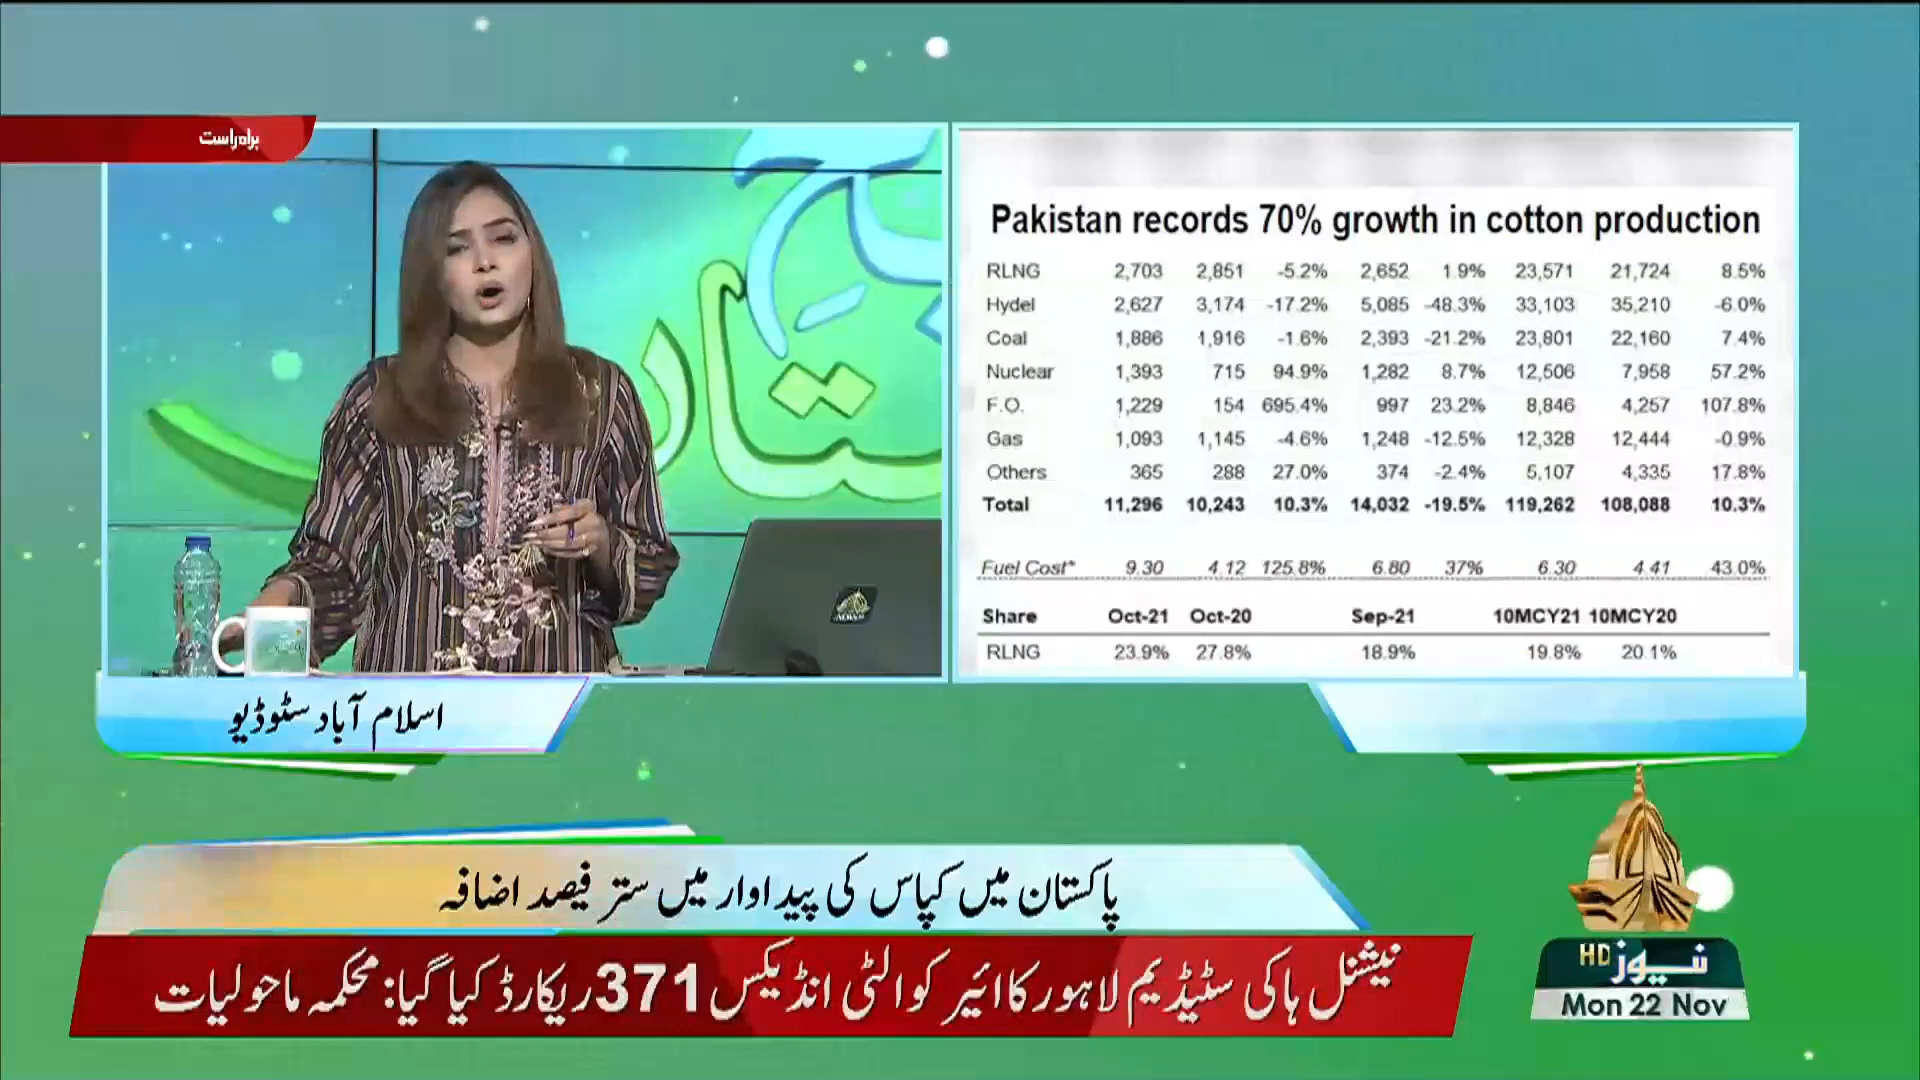 براہ راست
Pakistan records 70% growth in cotton production
RLNG 2,703 2,851 -5.2% 2,652 1.9% 23,571 21,724 8.5%
Hydel 2,627 3,174 -17.2% 5,085 -48.3% 33,103 35,210 -6.0%
Coal 1,886 1,916 -1.6% 2,393 -21.2% 23,801 22,160 7.4%
Nuclear 1,393 715 94.9% 1,282 8.7% 12,506 7,958 57.2%
F.O. 1,229 154 695.4% 997 23.2% 8,846 4,257 107.8%
Gas 1,093 1,145 -4.6% 1,248 -12.5% 12,328 12,444 -0.9%
Others 365 288 27.0% 374 -2.4% 5,107 4,335 17.8%
Total 11,296 10,243 10.3% 14,032 -19.5% 119,262 108,088 10.3%
Fuel Cost* 9.30 4.12 125.8% 6.80 37% 6.30 4.41 43.0%
Share Oct-21 Oct-20 Sep-21 10MCY21 10MCY20
RLNG 23.9% 27.8% 18.9% 19.8% 20.1%
اسلام آباد سٹوڈیو
پاکستان میں کپاس کی پیداوار میں ستر فیصد اضافہ
نیشنل ہاکی سٹیڈیم لاہور کا ائیر کوالٹی انڈیکس 371 ریکارڈ کیا گیا: محکمہ ماحولیات
نیوز HD
Mon 22 Nov